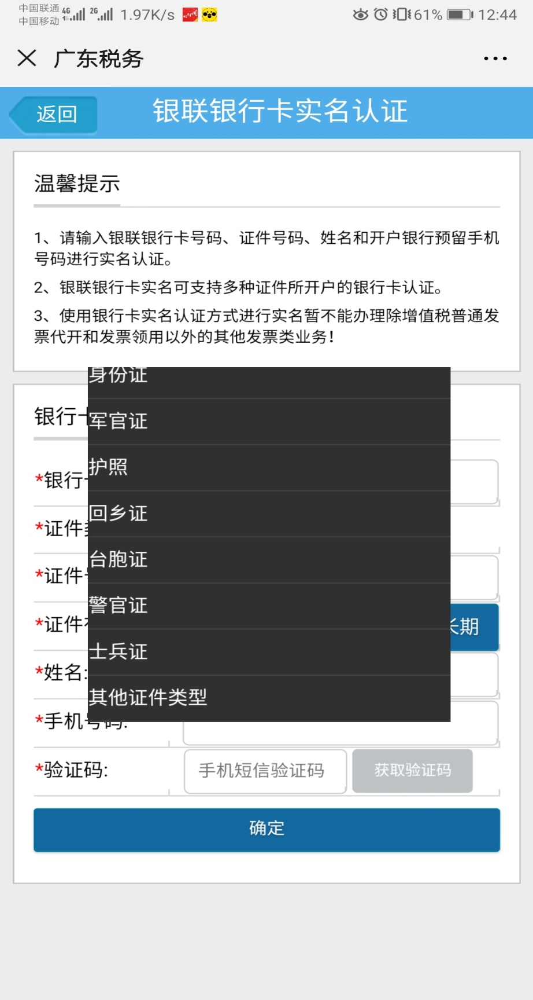 中国联通
中国移动
4G 2G 1.97K/s 61% 12:44
广东税务
返回
银联银行卡实名认证
温馨提示
1、请输入银联银行卡号码、证件号码、姓名和开户银行预留手机
号码进行实名认证。
2、银联银行卡实名可支持多种证件所开户的银行卡认证。
3、使用银行卡实名认证方式进行实名暂不能办理除增值税普通发
票代开和发票领用以外的其他发票类业务！
身份证
银行卡
军官证
护照
*银行
回乡证
*证件
台胞证
*证件
警官证
*证件
长期
士兵证
*姓名:
其他证件类型
*手机号码:
*验证码:
手机短信验证码
获取验证码
确定